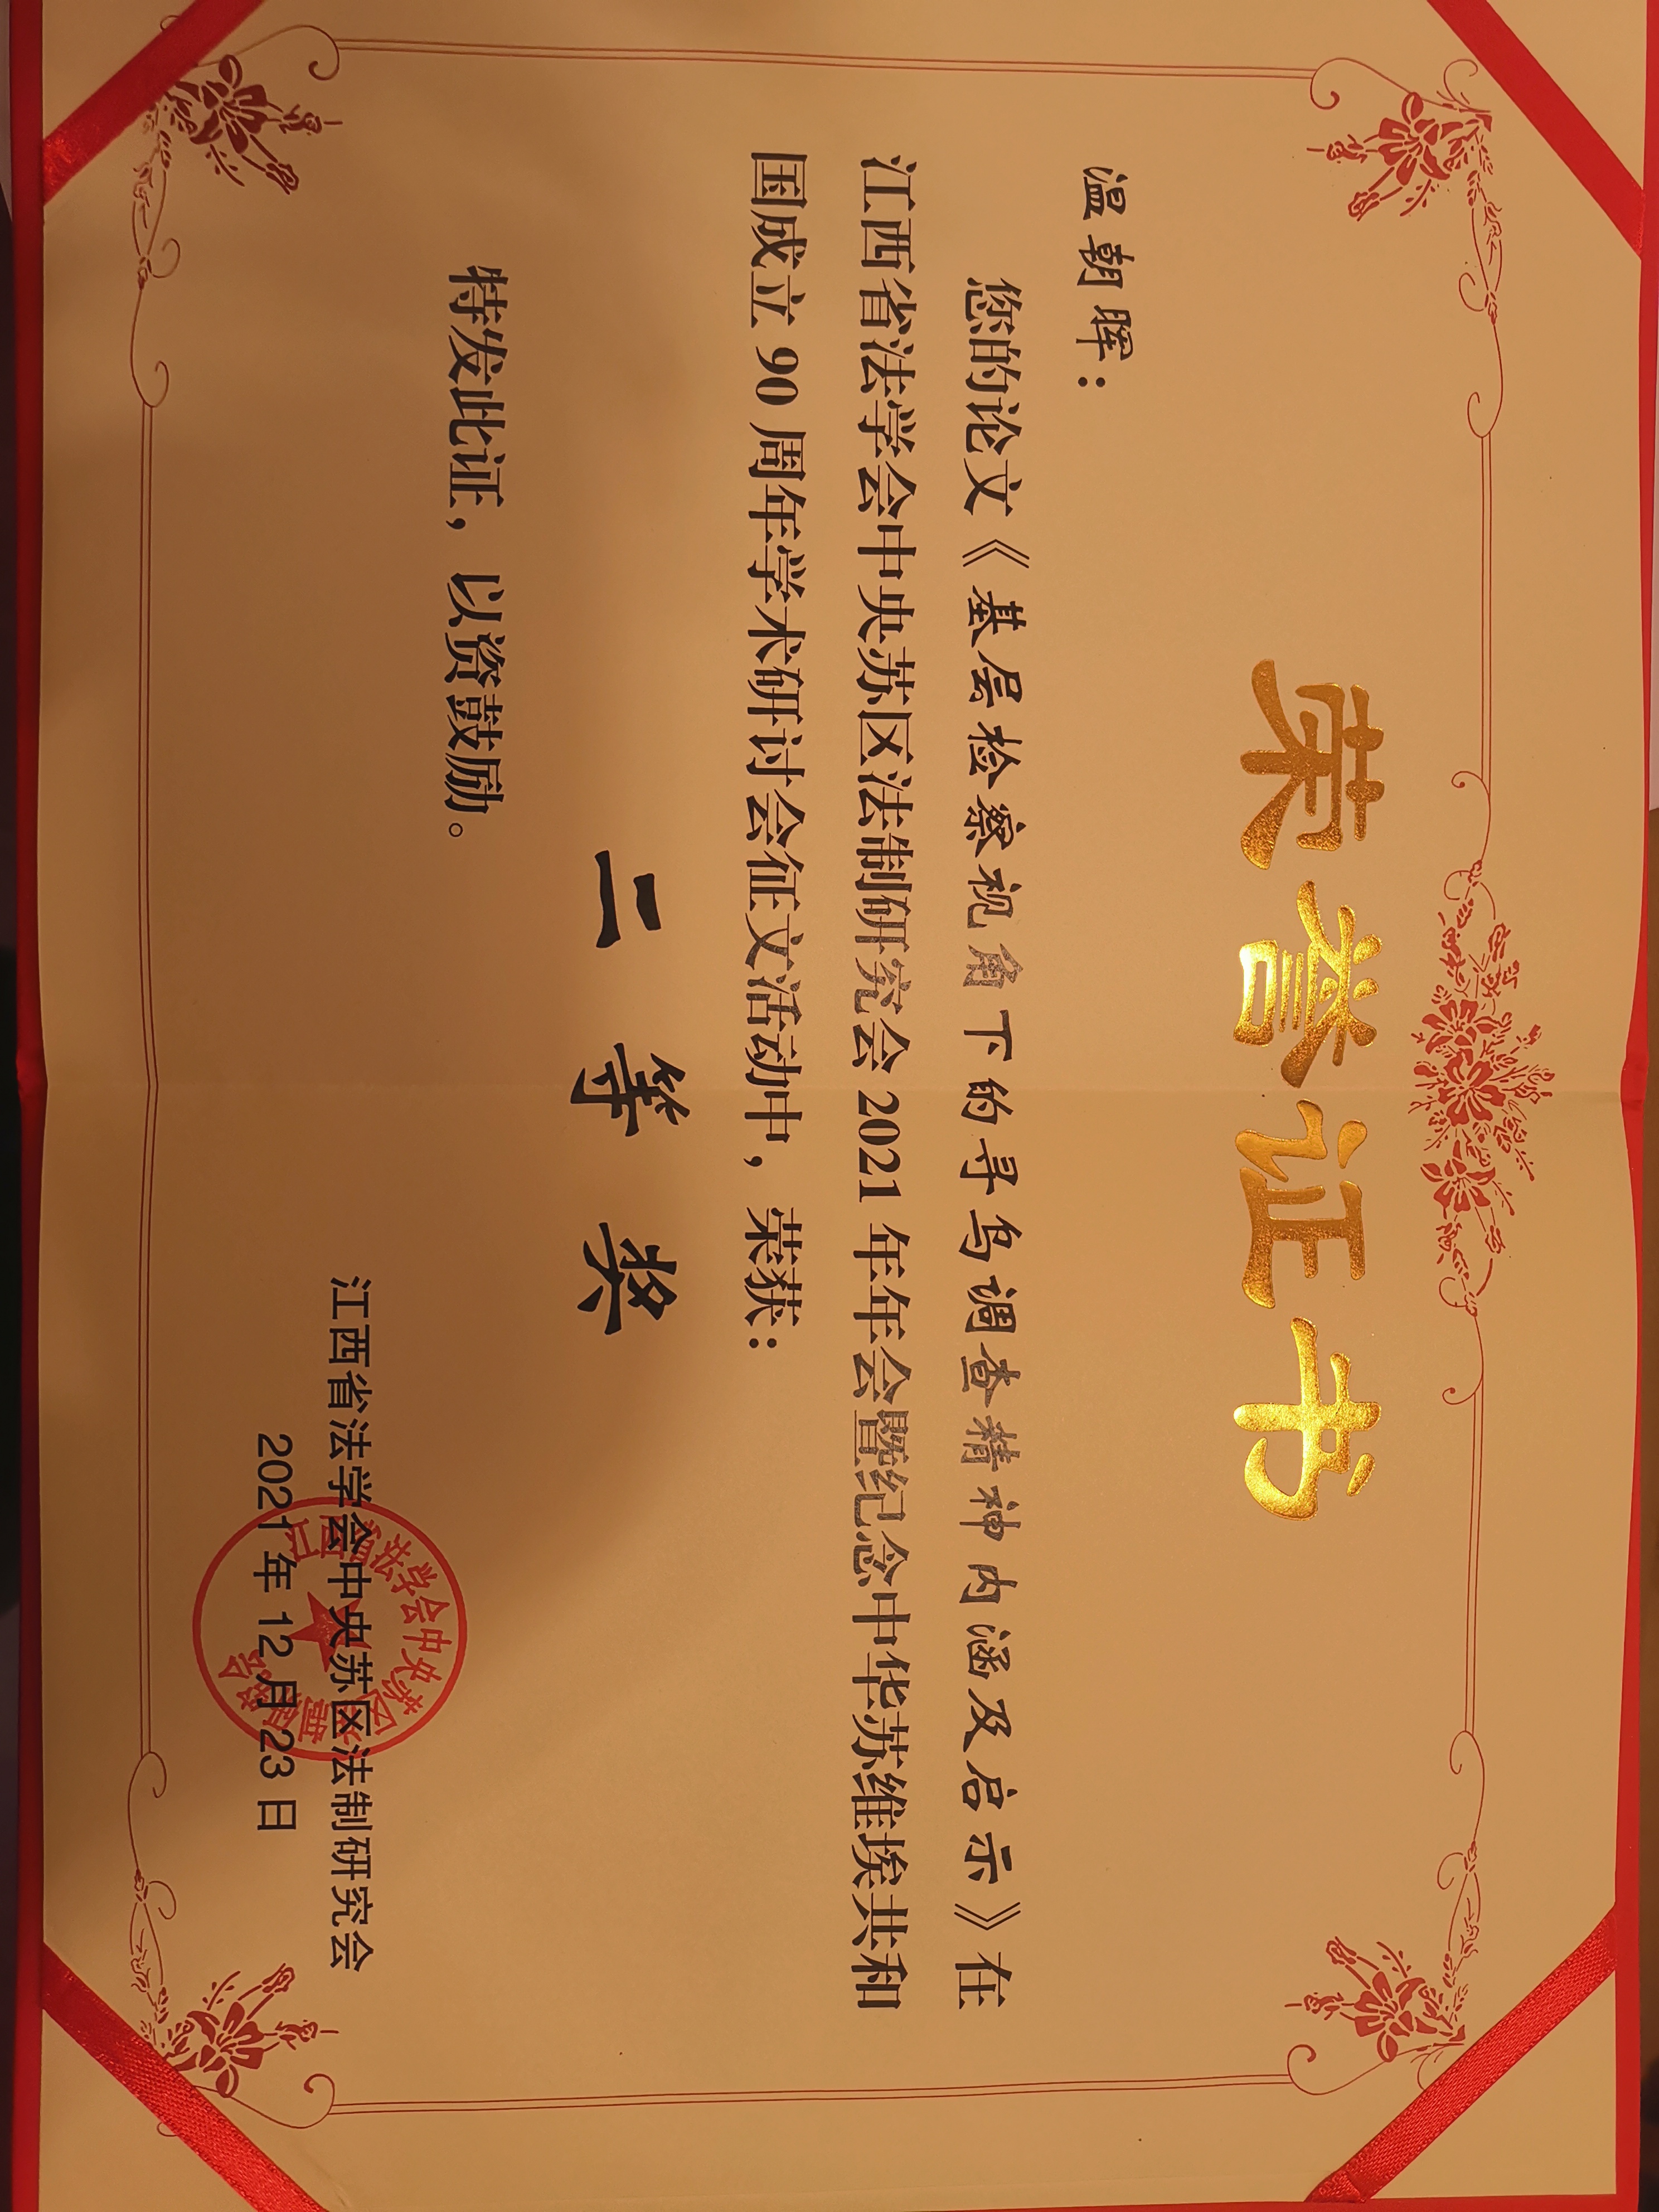 荣誉证书
温朝晖：
您的论文《基层检察视角下的寻乌调查精神内涵及启示》在
江西省法学会中央苏区法制研究会2021年年会暨纪念中华苏维埃共和
国成立90周年学术研讨会征文活动中，荣获：
二等奖
特发此证，以资鼓励。
江西省法学会中央苏区法制研究会
2021年12月23日